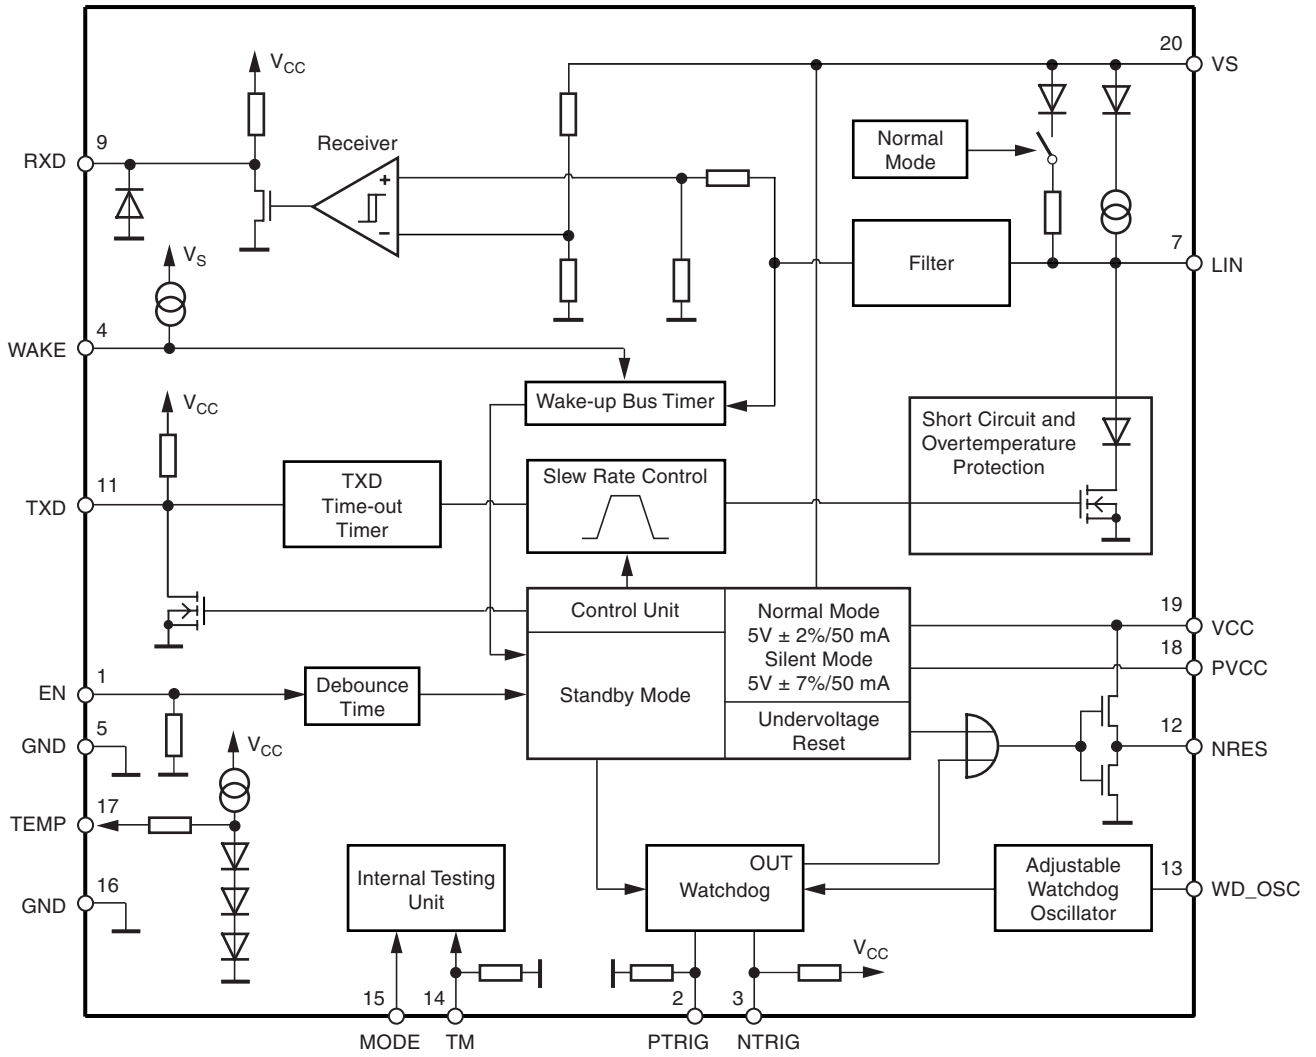 20
VS
VCC
Receiver
Normal
Mode
9
RXD
+
−
7
LIN
Filter
VS
4
WAKE
Wake-up Bus Timer
VCC
Short Circuit and
Overtemperature
Protection
11
TXD
TXD
Time-out
Timer
Slew Rate Control
Control Unit
Normal Mode
5V ± 2%/50 mA
Silent Mode
5V ± 7%/50 mA
19
VCC
18
PVCC
1
EN
Debounce
Time
Standby Mode
Undervoltage
Reset
5
GND
12
NRES
VCC
17
TEMP
Internal Testing
Unit
OUT
Watchdog
Adjustable
Watchdog
Oscillator
13
WD_OSC
16
GND
VCC
15
14
2
3
MODE
TM
PTRIG
NTRIG